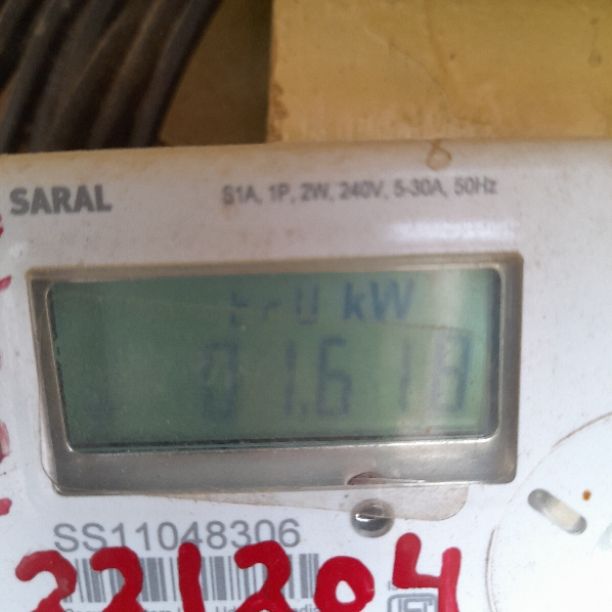 SARAL
S1A, 1P, 2W, 240V, 5-30A, 50Hz
kW
01.618
SS11048306
221204